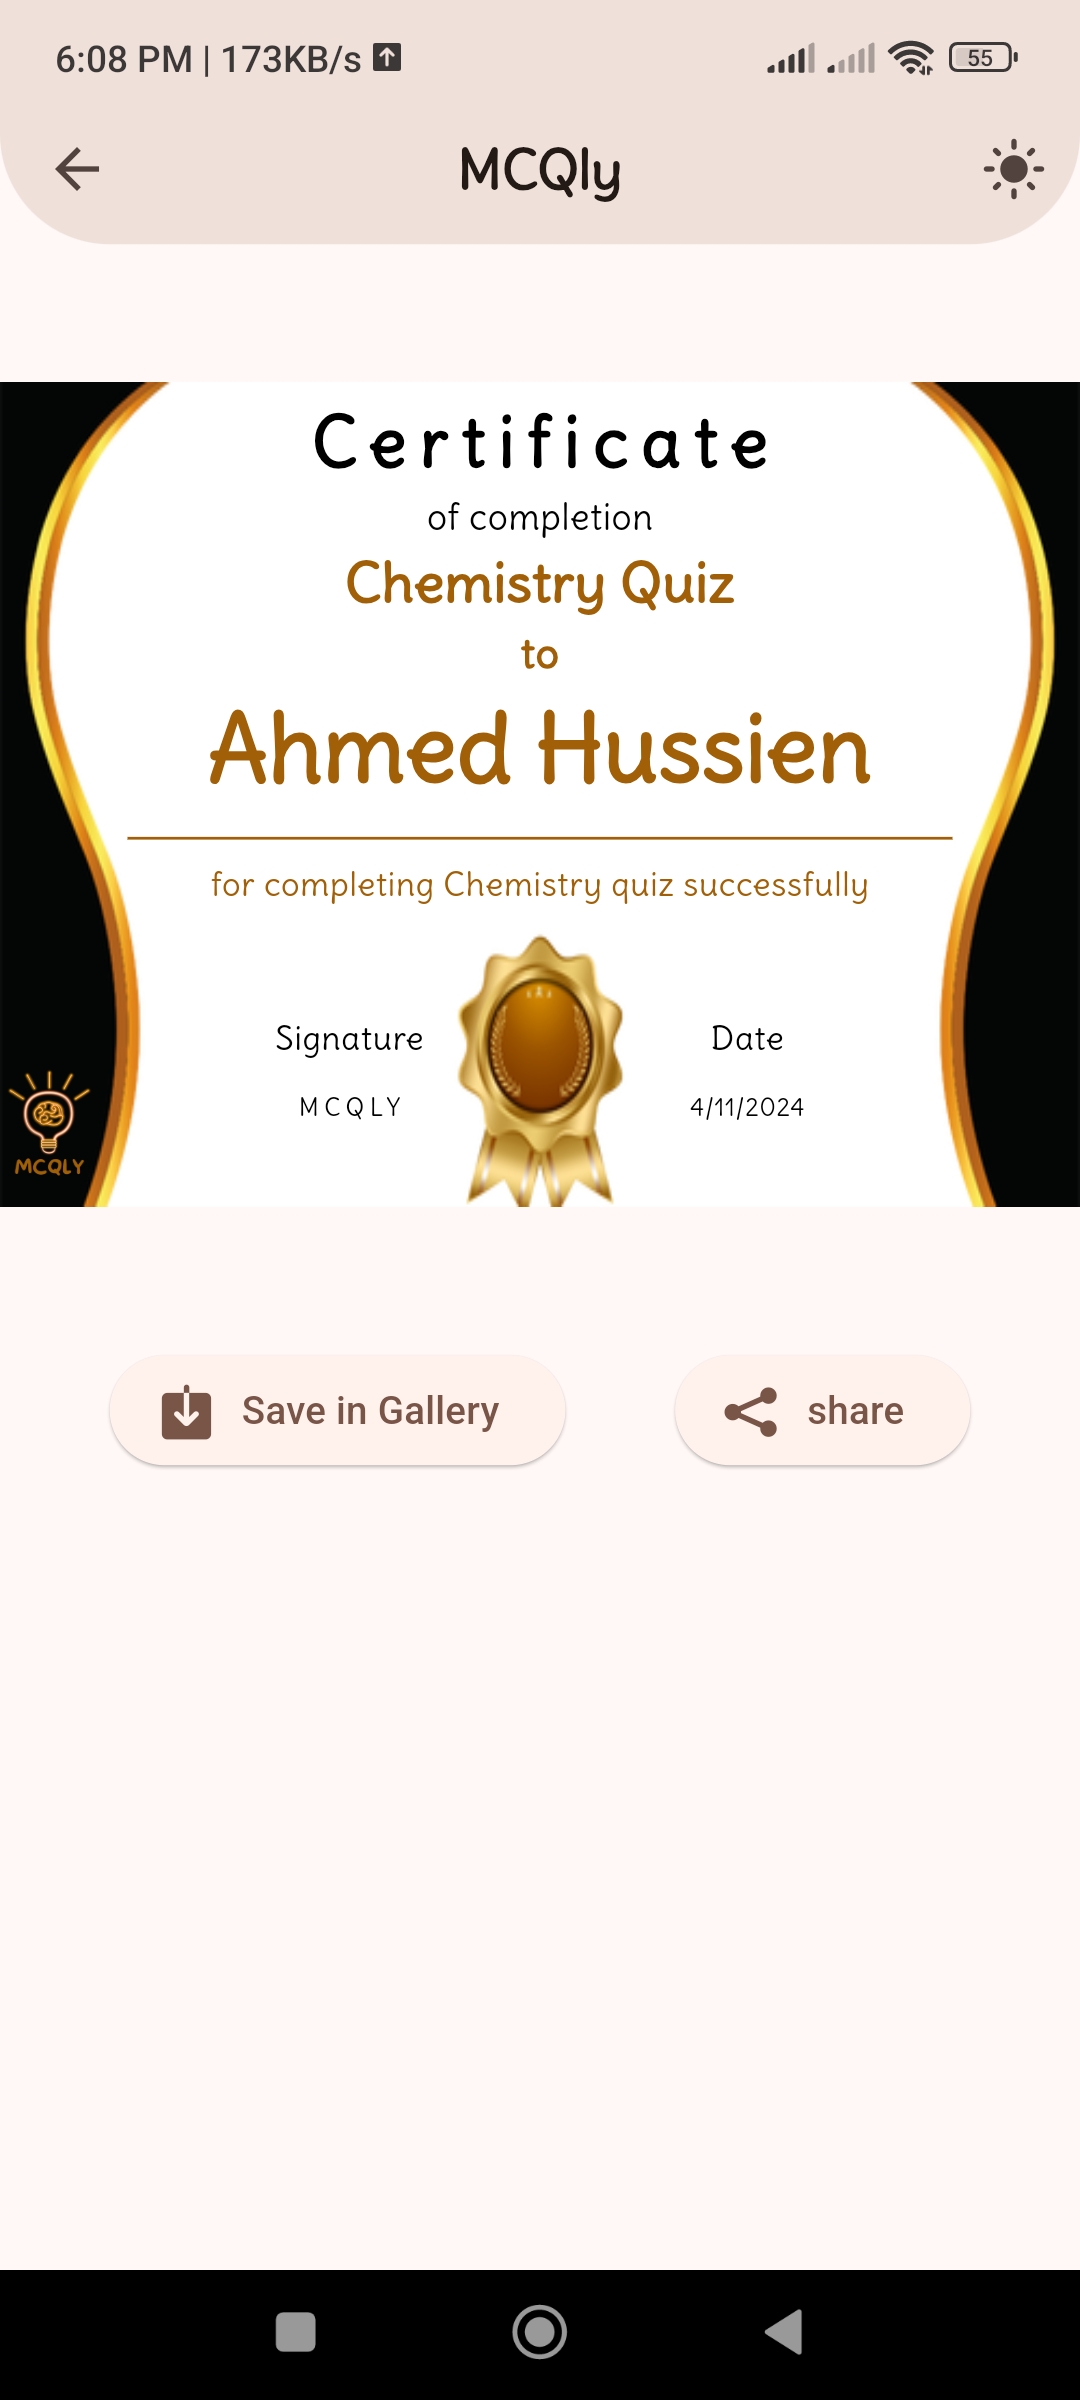 6:08 PM | 173KB/s
55
MCQly
Certificate
of completion
Chemistry Quiz
to
Ahmed Hussien
for completing Chemistry quiz successfully
Signature
Date
MCQLY
4/11/2024
MCQLY
Save in Gallery
share